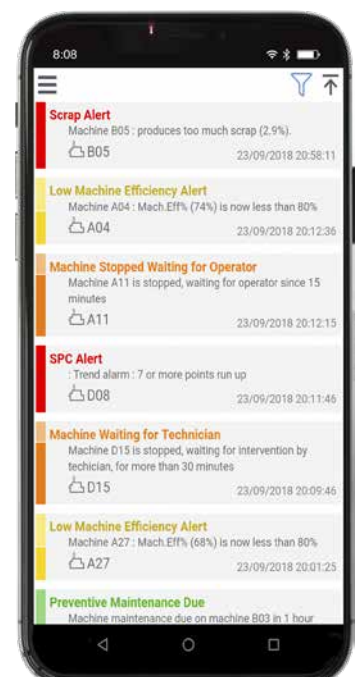 8:08
Scrap Alert
Machine B05 : produces too much scrap (2.9%).
B05
23/09/2018 20:58:11
Low Machine Efficiency Alert
Machine A04 : Mach.Eff% (74%) is now less than 80%
A04
23/09/2018 20:12:36
Machine Stopped Waiting for Operator
Machine A11 is stopped, waiting for operator since 15
minutes
A11
23/09/2018 20:12:15
SPC Alert
: Trend alarm : 7 or more points run up
D08
23/09/2018 20:11:46
Machine Waiting for Technician
Machine D15 is stopped, waiting for intervention by
techician, for more than 30 minutes
D15
23/09/2018 20:09:46
Low Machine Efficiency Alert
Machine A27 : Mach.Eff% (68%) is now less than 80%
A27
23/09/2018 20:01:25
Preventive Maintenance Due
Machine maintenance due on machine B03 in 1 hour